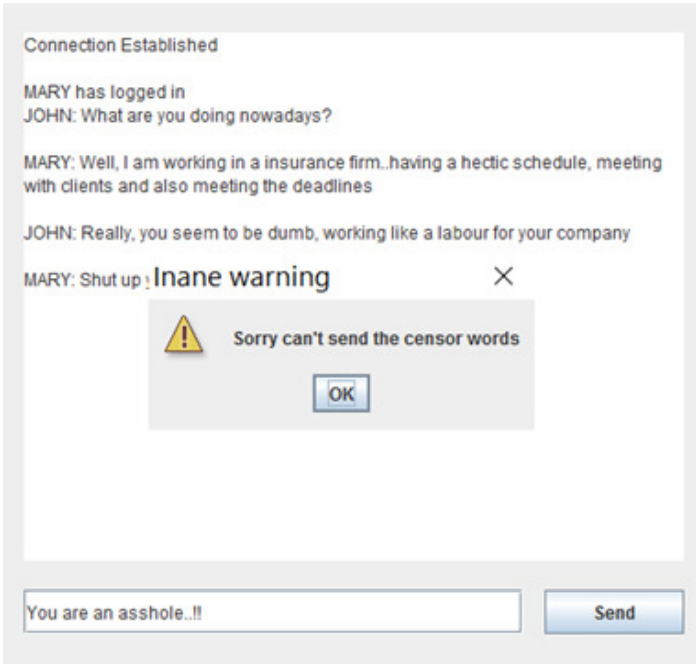 Connection Established
MARY has logged in
JOHN: What are you doing nowadays?
MARY: Well, I am working in a insurance firm..having a hectic schedule, meeting
with clients and also meeting the deadlines
JOHN: Really, you seem to be dumb, working like a labour for your company
MARY: Shut up
Inane warning
Sorry can't send the censor words
OK
You are an asshole..!!
Send